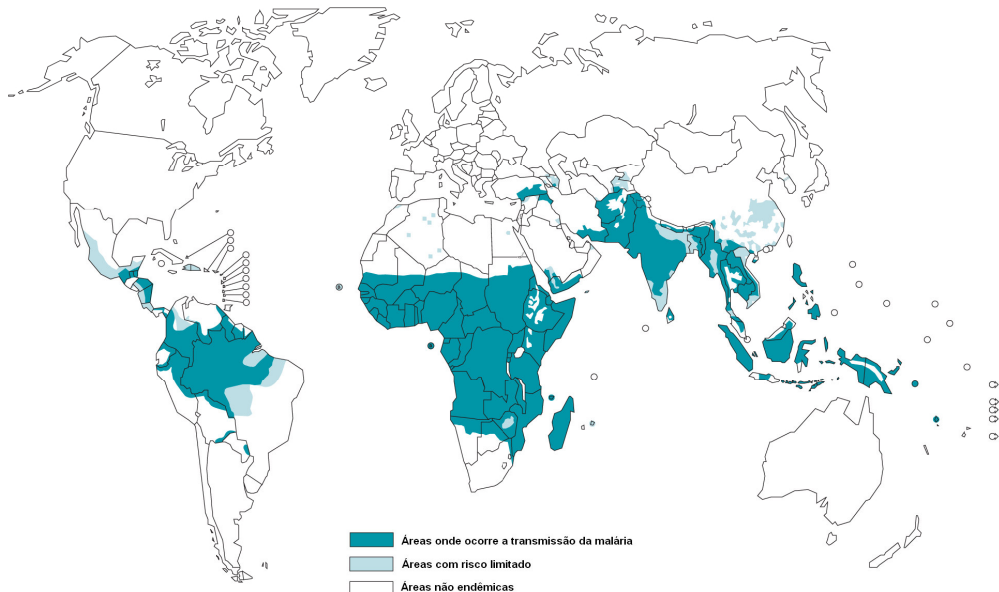 Áreas onde ocorre a transmissão da malária
Áreas com risco limitado
Áreas não endêmicas